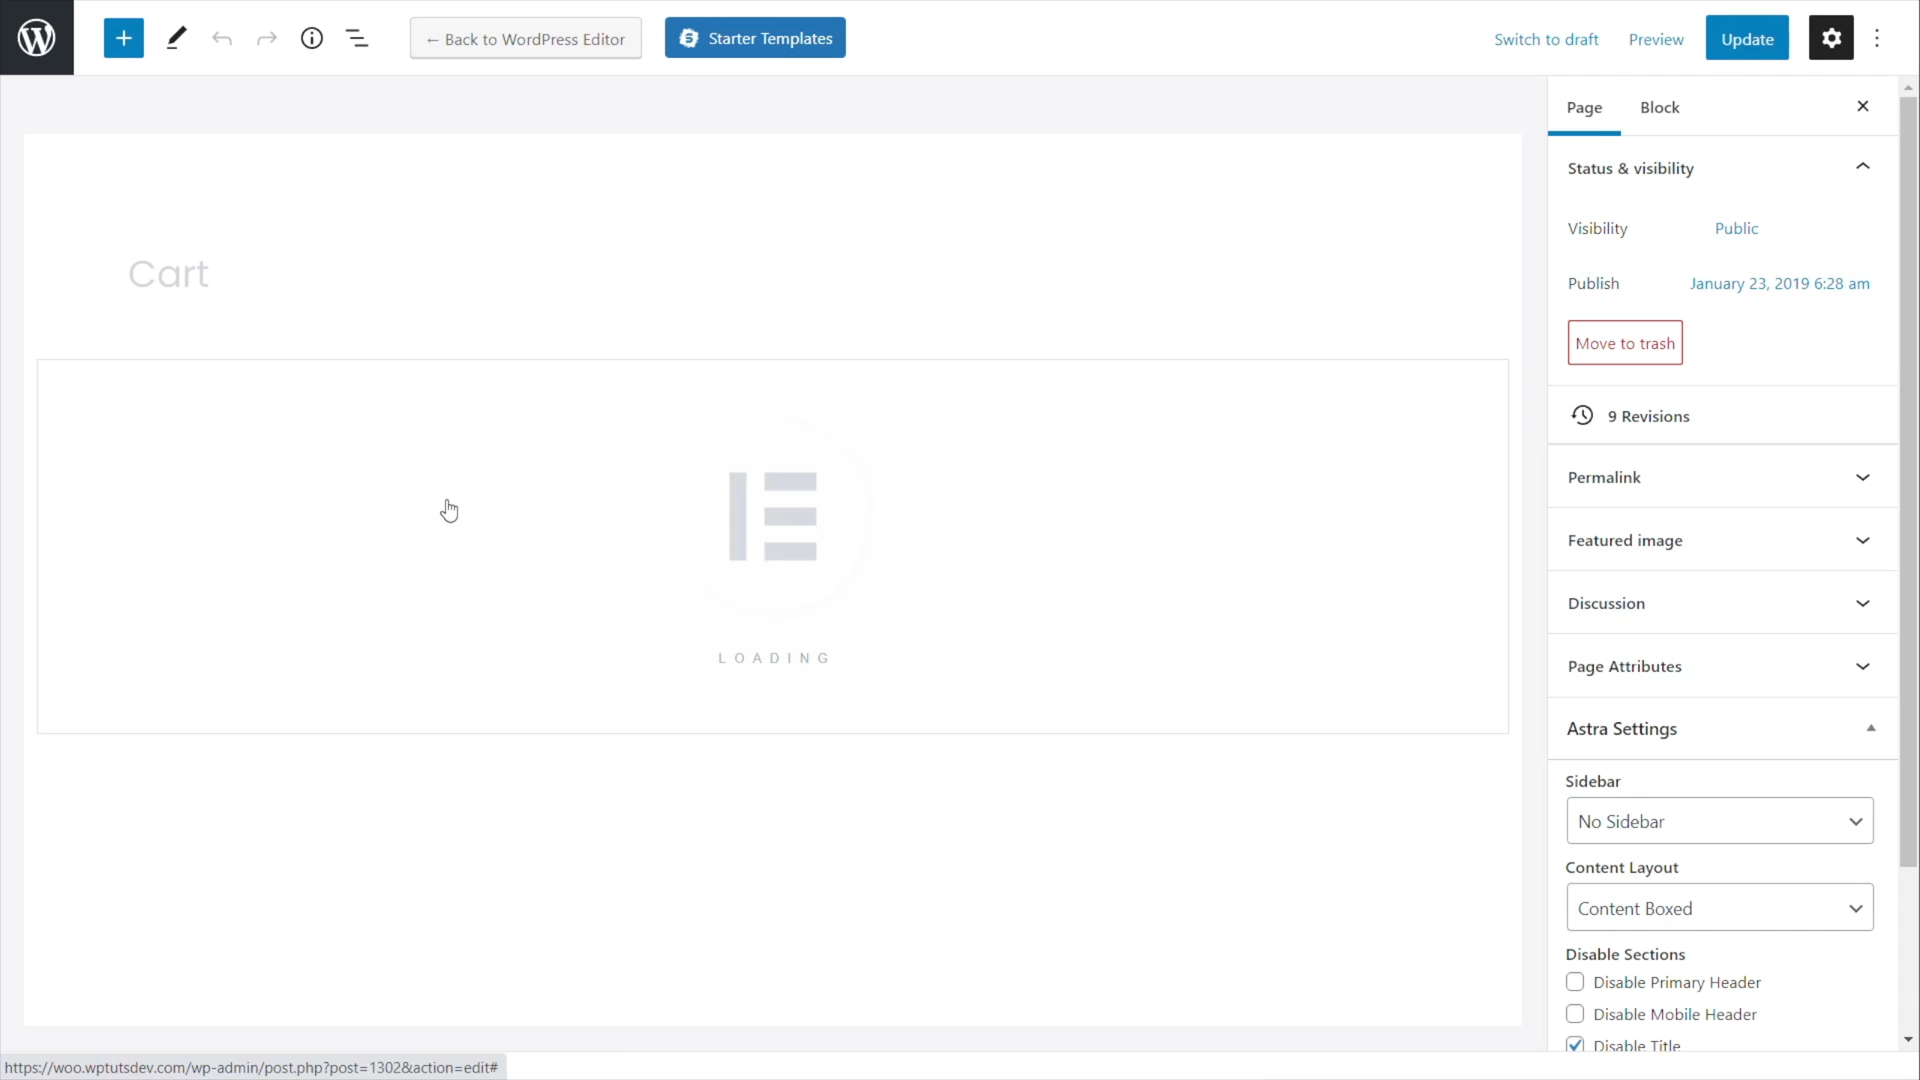 ← Back to WordPress Editor
Starter Templates
Switch to draft
Preview
Update
Page
Block
Status & visibility
Visibility
Public
Publish
January 23, 2019 6:28 am
Move to trash
9 Revisions
Permalink
Featured image
Discussion
Page Attributes
Astra Settings
Sidebar
No Sidebar
Content Layout
Content Boxed
Disable Sections
Disable Primary Header
Disable Mobile Header
Disable Title
Cart
LOADING
https://woo.wptutsdev.com/wp-admin/post.php?post=1302&action=edit#